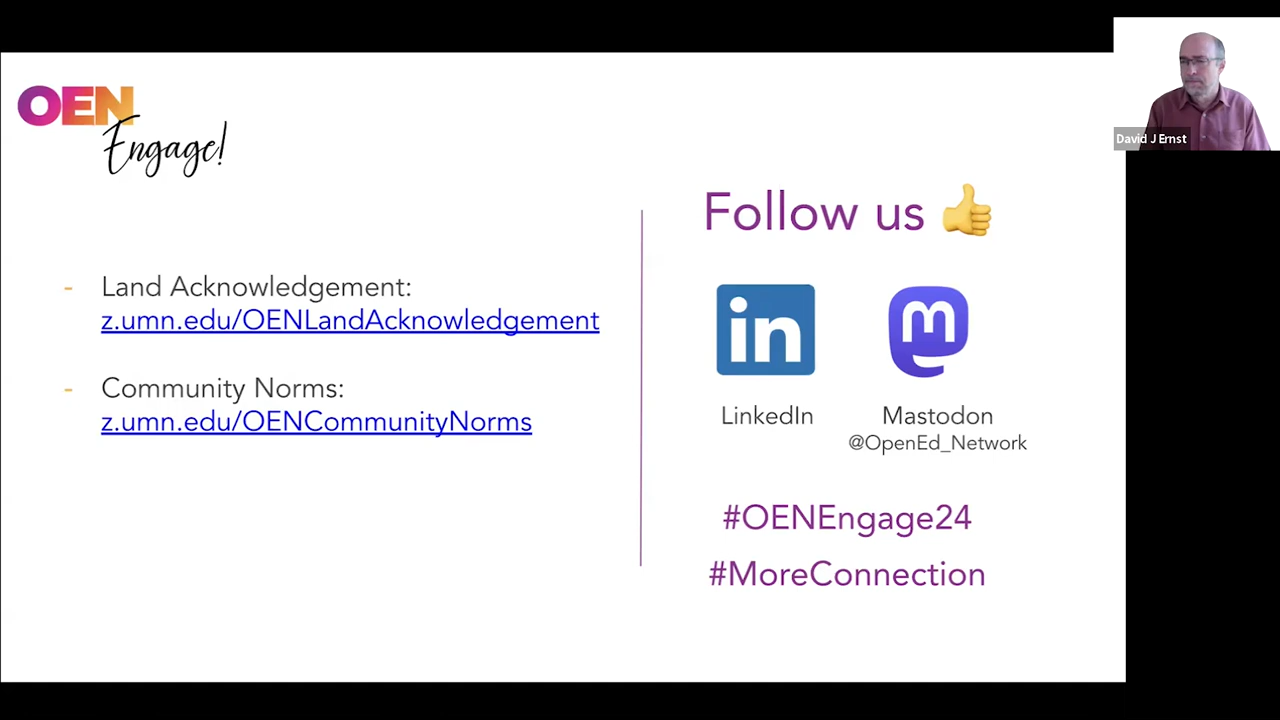 OEN
Engage!
- Land Acknowledgement:
z.umn.edu/OENLandAcknowledgement
- Community Norms:
z.umn.edu/OENCommunityNorms
Follow us
in
LinkedIn
m
Mastodon
@OpenEd_Network
#OENEngage24
#MoreConnection
David J Ernst